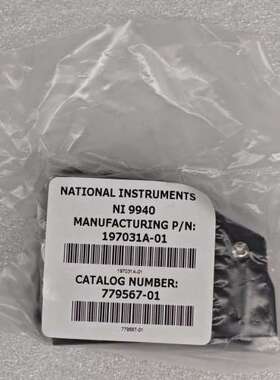 NATIONAL INSTRUMENTS
NI 9940
MANUFACTURING P/N:
197031A-01
197031A-01
CATALOG NUMBER:
779567-01
779567-01